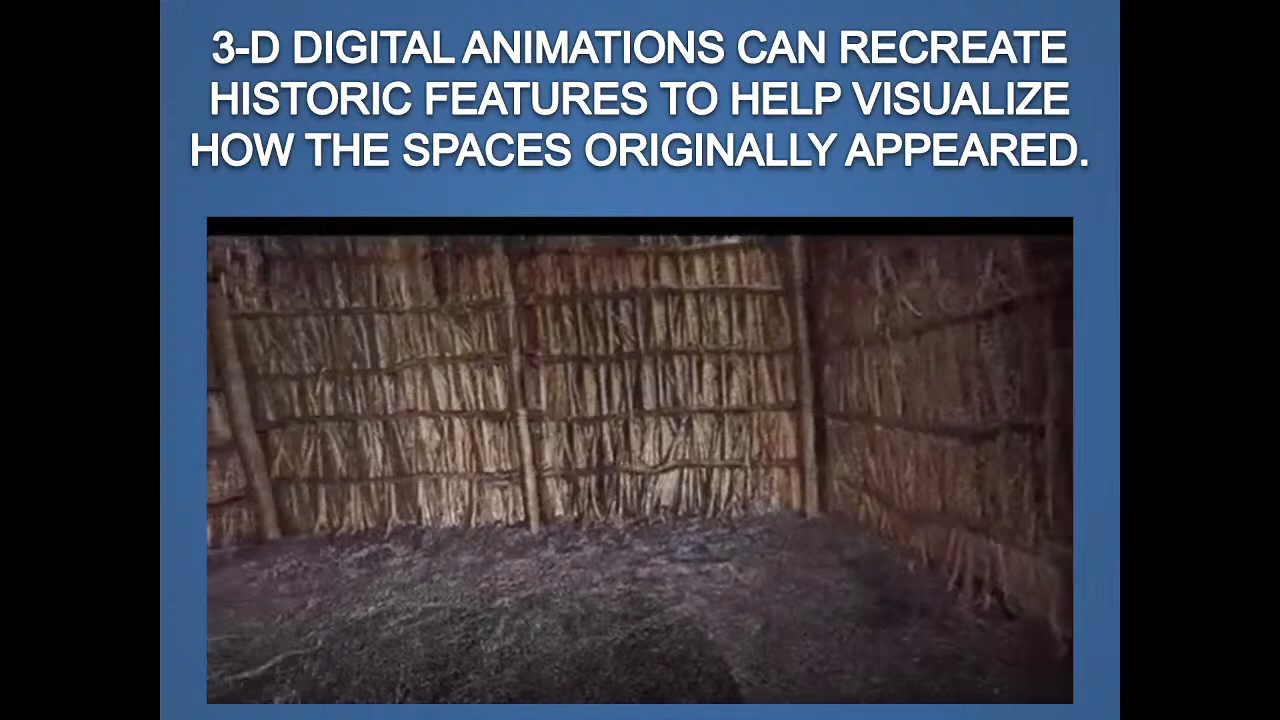 3-D DIGITAL ANIMATIONS CAN RECREATE
HISTORIC FEATURES TO HELP VISUALIZE
HOW THE SPACES ORIGINALLY APPEARED.